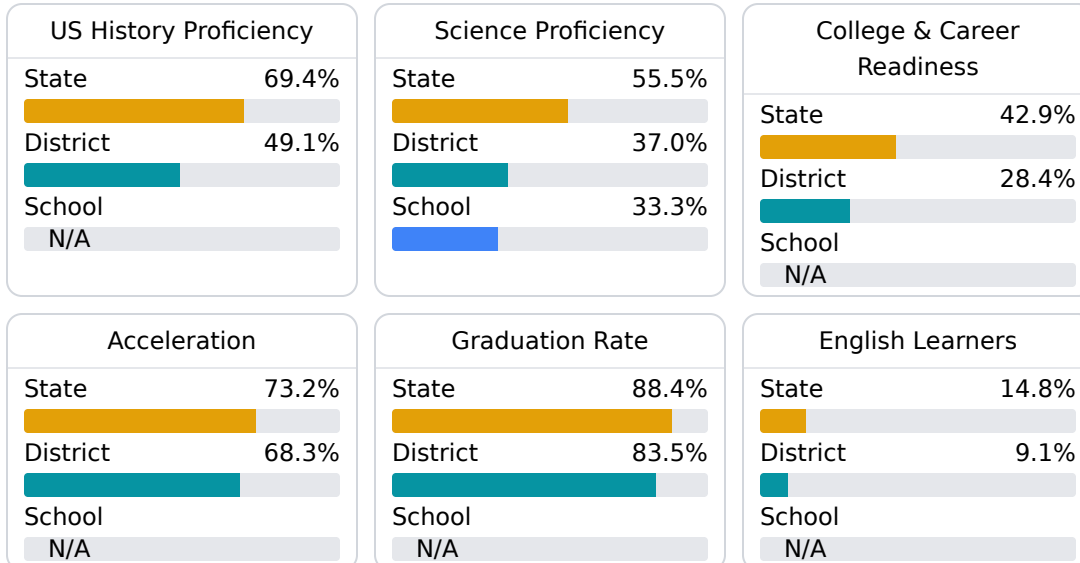 US History Proficiency
State 69.4%
District 49.1%
School
N/A
Science Proficiency
State 55.5%
District 37.0%
School 33.3%
College & Career
Readiness
State 42.9%
District 28.4%
School
N/A
Acceleration
State 73.2%
District 68.3%
School
N/A
Graduation Rate
State 88.4%
District 83.5%
School
N/A
English Learners
State 14.8%
District 9.1%
School
N/A